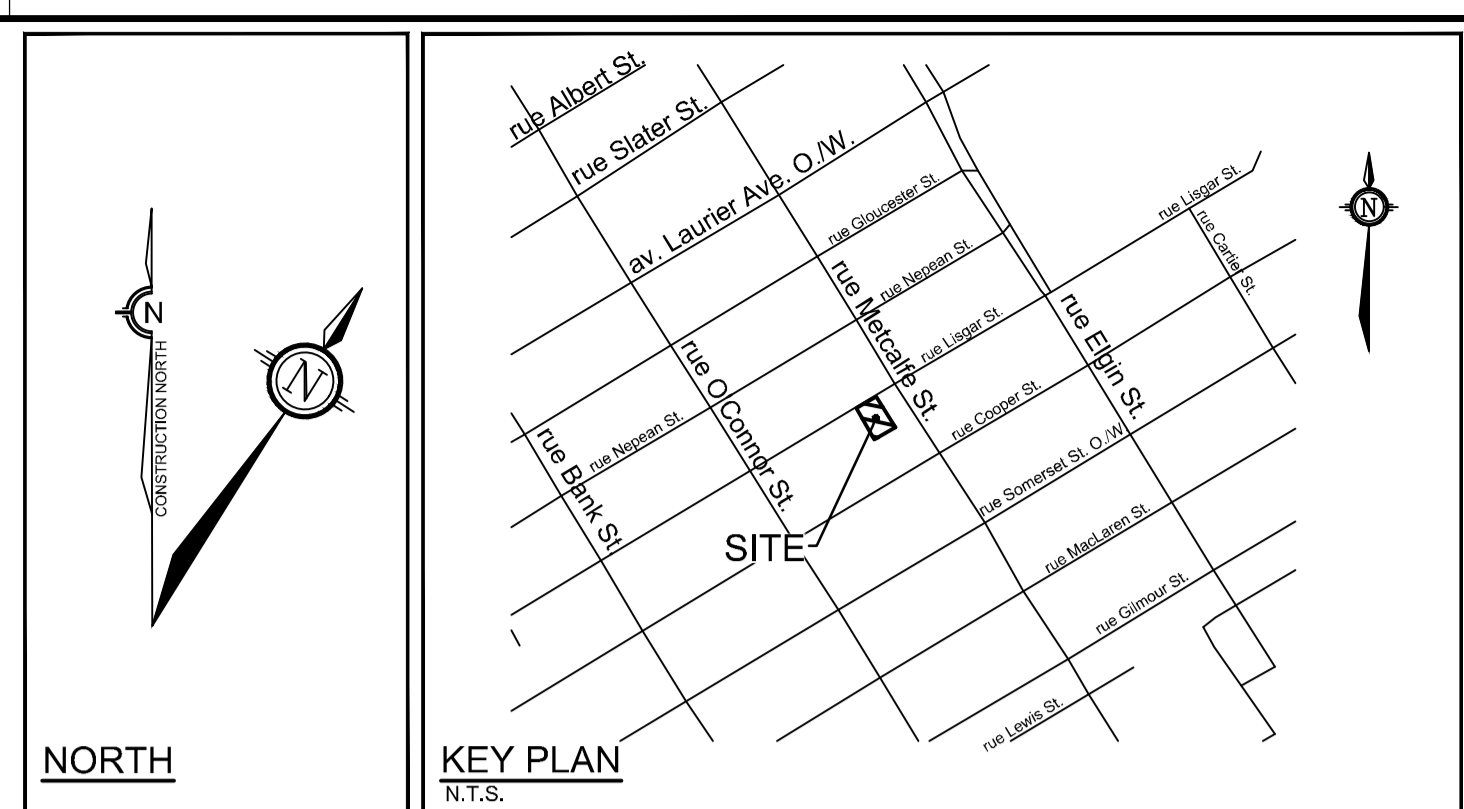 N
CONSTRUCTION NORTH
N
NORTH
rue Albert St.
rue Slater St.
av. Laurier Ave. O./W.
rue Gloucester St.
rue Nepean St.
rue Lisgar St.
rue Cartier St.
N
rue Metcalfe St.
rue Lisgar St.
rue Elgin St.
rue O'Connor St.
rue Cooper St.
rue Nepean St.
rue Bank St.
rue Somerset St. O./W.
SITE
rue MacLaren St.
rue Gilmour St.
rue Lewis St.
KEY PLAN
N.T.S.